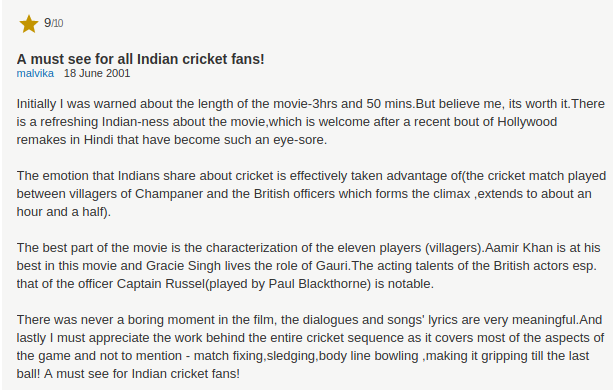 9/10
A must see for all Indian cricket fans!
malvika 18 June 2001
Initially I was warned about the length of the movie-3hrs and 50 mins.But believe me, its worth it.There
is a refreshing Indian-ness about the movie,which is welcome after a recent bout of Hollywood
remakes in Hindi that have become such an eye-sore.
The emotion that Indians share about cricket is effectively taken advantage of(the cricket match played
between villagers of Champaner and the British officers which forms the climax ,extends to about an
hour and a half).
The best part of the movie is the characterization of the eleven players (villagers).Aamir Khan is at his
best in this movie and Gracie Singh lives the role of Gauri.The acting talents of the British actors esp.
that of the officer Captain Russel(played by Paul Blackthorne) is notable.
There was never a boring moment in the film, the dialogues and songs' lyrics are very meaningful.And
lastly I must appreciate the work behind the entire cricket sequence as it covers most of the aspects of
the game and not to mention - match fixing,sledging,body line bowling ,making it gripping till the last
ball! A must see for Indian cricket fans!